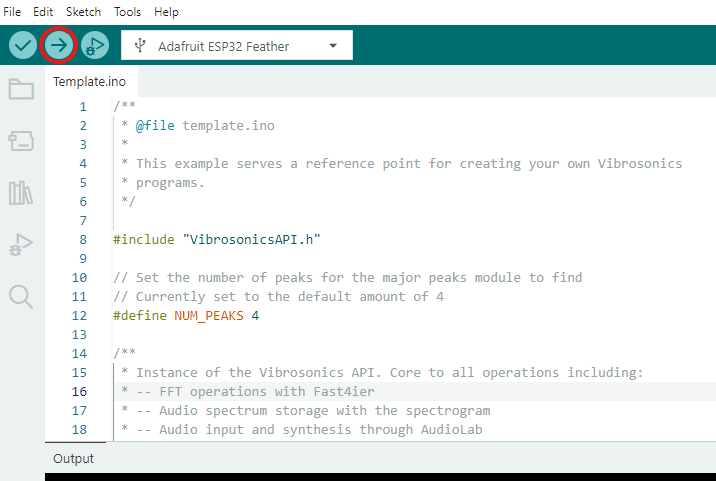 File Edit Sketch Tools Help
Adafruit ESP32 Feather
Template.ino
1 /**
2 * @file template.ino
3 *
4 * This example serves a reference point for creating your own Vibrosonics
5 * programs.
6 */
7
8 #include "VibrosonicsAPI.h"
9
10 // Set the number of peaks for the major peaks module to find
11 // Currently set to the default amount of 4
12 #define NUM_PEAKS 4
13
14 /**
15 * Instance of the Vibrosonics API. Core to all operations including:
16 * -- FFT operations with Fast4ier
17 * -- Audio spectrum storage with the spectrogram
18 * -- Audio input and synthesis through AudioLab
Output